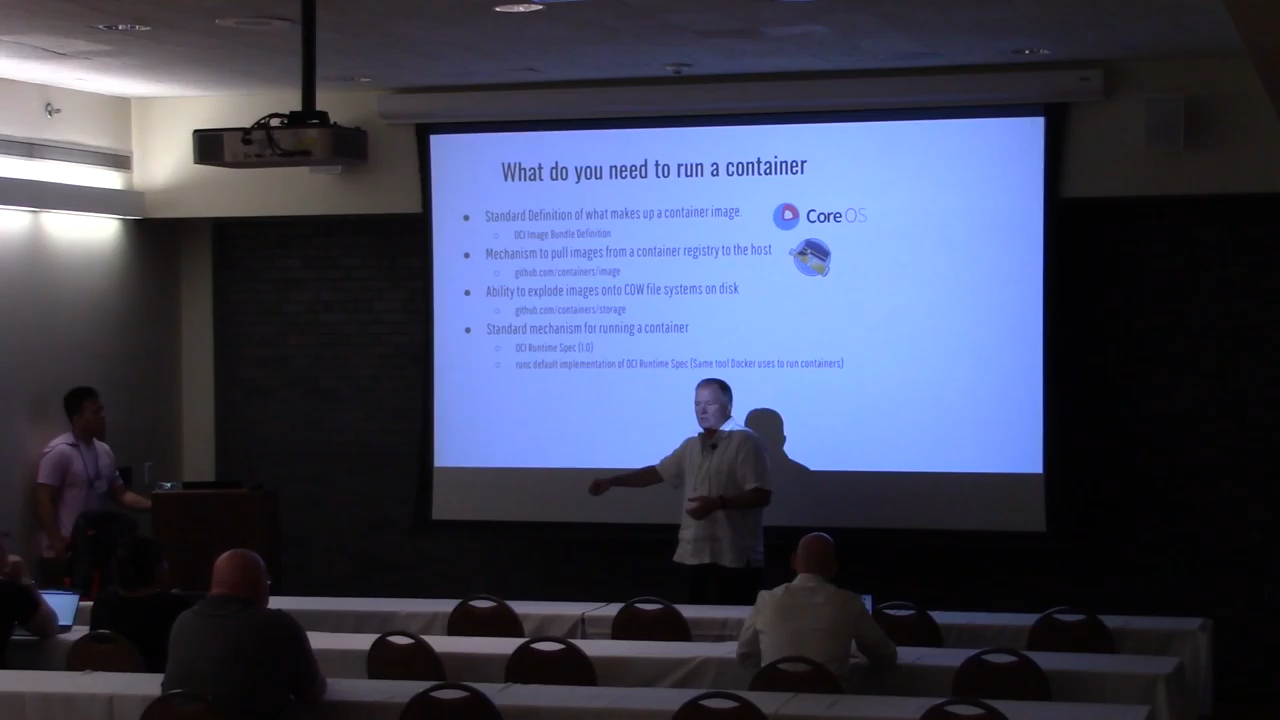 What do you need to run a container
● Standard Definition of what makes up a container image.
○ OCI Image Bundle Definition
● Mechanism to pull images from a container registry to the host
○ github.com/containers/image
● Ability to explode images onto COW file systems on disk
○ github.com/containers/storage
● Standard mechanism for running a container
○ OCI Runtime Spec (1.0)
○ runc default implementation of OCI Runtime Spec (Same tool Docker uses to run containers)
Core OS